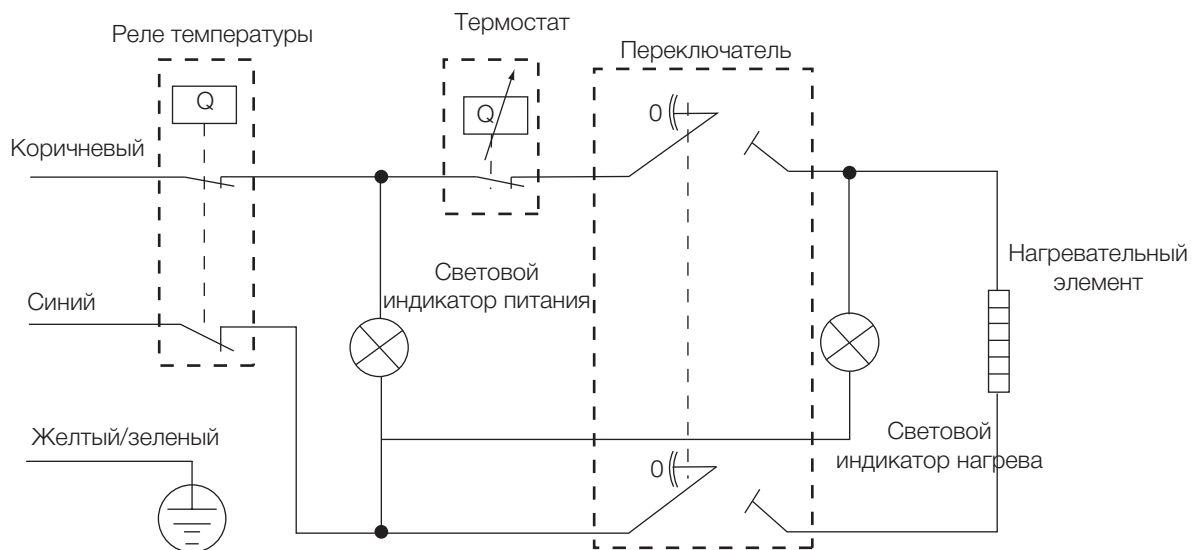 Реле температуры
Термостат
Переключатель
Q
Q
0
Коричневый
Световой
индикатор питания
Нагревательный
элемент
Синий
Желтый/зеленый
0
Световой
индикатор нагрева